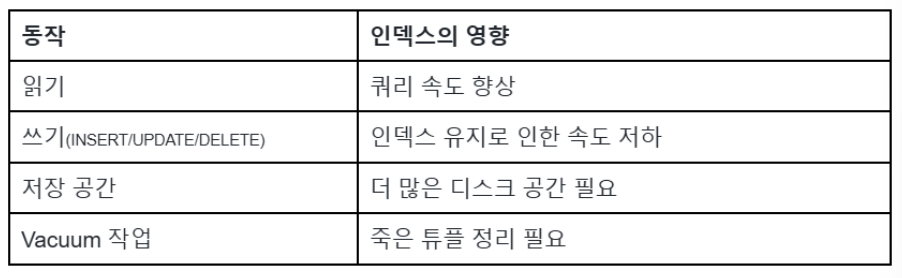 동작 인덱스의 영향
읽기 쿼리 속도 향상
쓰기(INSERT/UPDATE/DELETE) 인덱스 유지로 인한 속도 저하
저장 공간 더 많은 디스크 공간 필요
Vacuum 작업 죽은 튜플 정리 필요